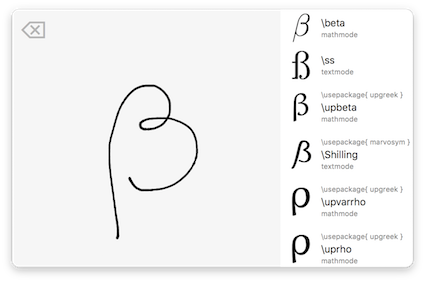 β
β \beta
mathmode
ß \ss
textmode
\usepackage{ upgreek }
β \upbeta
mathmode
\usepackage{ marvosym }
β \Shilling
textmode
\usepackage{ upgreek }
ρ \upvarrho
mathmode
\usepackage{ upgreek }
ρ \uprho
mathmode